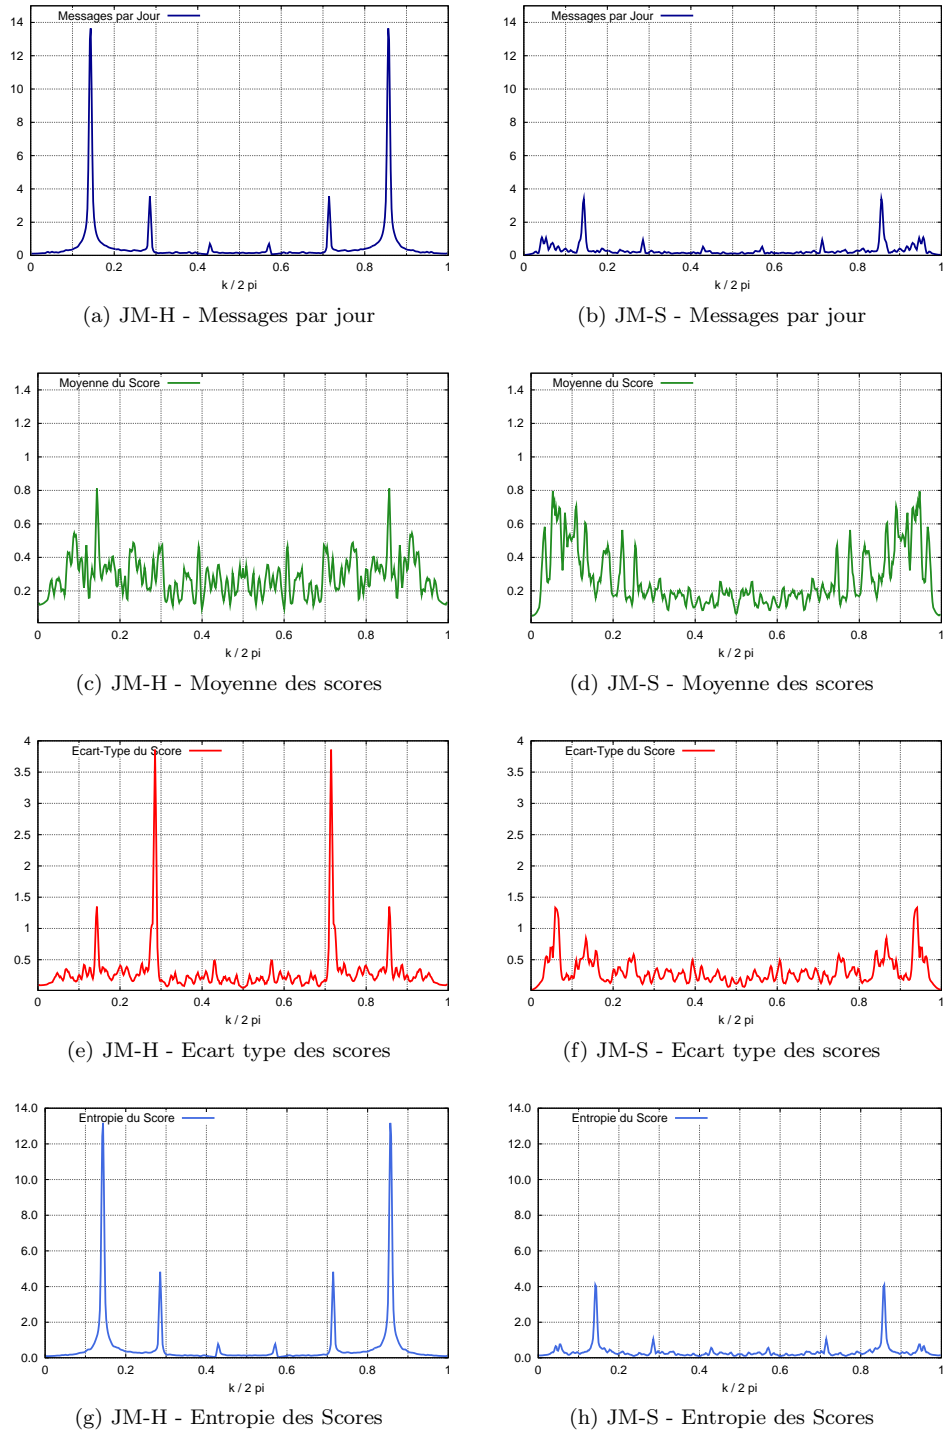 Messages par Jour
14
12
10
8
6
4
2
0
0 0.2 0.4 0.6 0.8 1
k / 2 pi
(a) JM-H - Messages par jour
Messages par Jour
14
12
10
8
6
4
2
0
0 0.2 0.4 0.6 0.8 1
k / 2 pi
(b) JM-S - Messages par jour
Moyenne du Score
1.4
1.2
1
0.8
0.6
0.4
0.2
0 0.2 0.4 0.6 0.8 1
k / 2 pi
(c) JM-H - Moyenne des scores
Moyenne du Score
1.4
1.2
1
0.8
0.6
0.4
0.2
0 0.2 0.4 0.6 0.8 1
k / 2 pi
(d) JM-S - Moyenne des scores
Ecart-Type du Score
4
3.5
3
2.5
2
1.5
1
0.5
0 0.2 0.4 0.6 0.8 1
k / 2 pi
(e) JM-H - Ecart type des scores
Ecart-Type du Score
4
3.5
3
2.5
2
1.5
1
0.5
0 0.2 0.4 0.6 0.8 1
k / 2 pi
(f) JM-S - Ecart type des scores
Entropie du Score
14.0
12.0
10.0
8.0
6.0
4.0
2.0
0.0
0 0.2 0.4 0.6 0.8 1
k / 2 pi
(g) JM-H - Entropie des Scores
Entropie du Score
14.0
12.0
10.0
8.0
6.0
4.0
2.0
0.0
0 0.2 0.4 0.6 0.8 1
k / 2 pi
(h) JM-S - Entropie des Scores